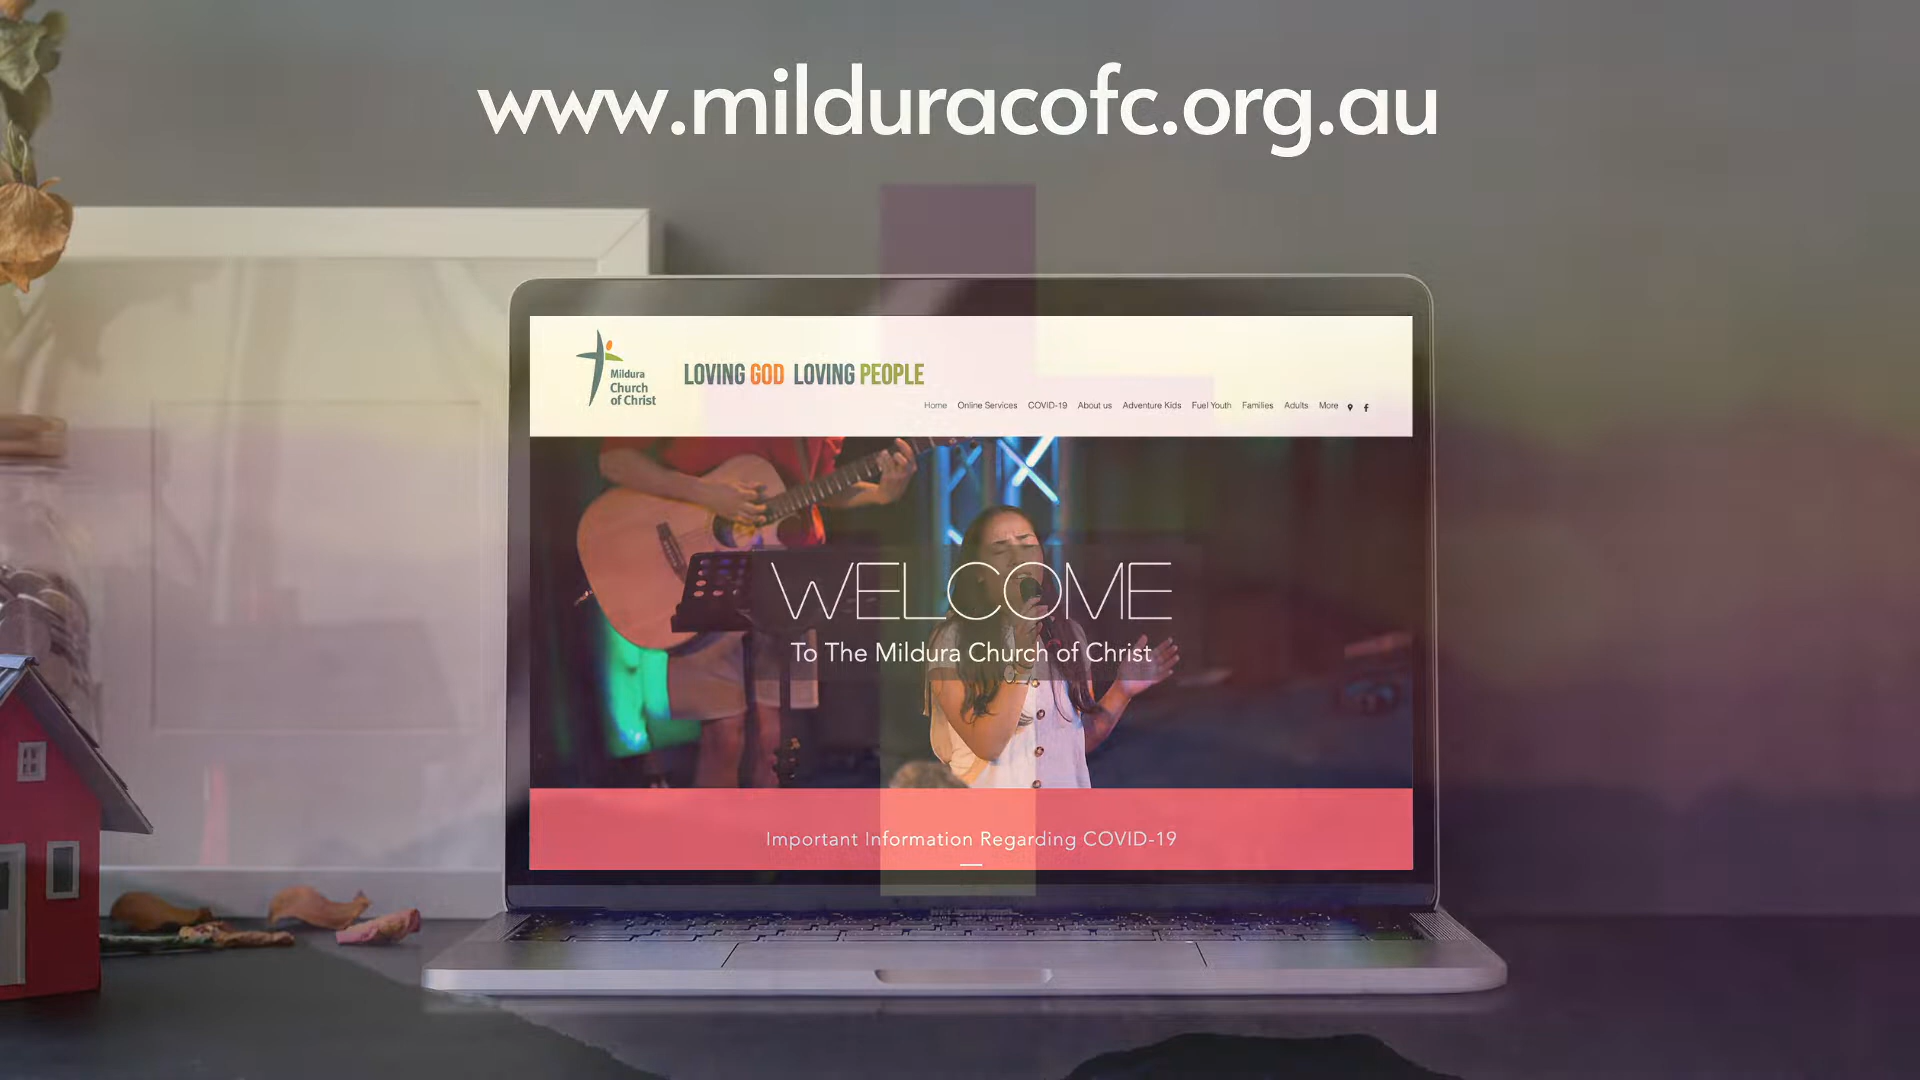 www.milduracofc.org.au
Mildura
Church
of Christ
LOVING GOD LOVING PEOPLE
Home Online Services COVID-19 About us Adventure Kids Fuel Youth Families Adults More
WELCOME
To The Mildura Church of Christ
Important Information Regarding COVID-19